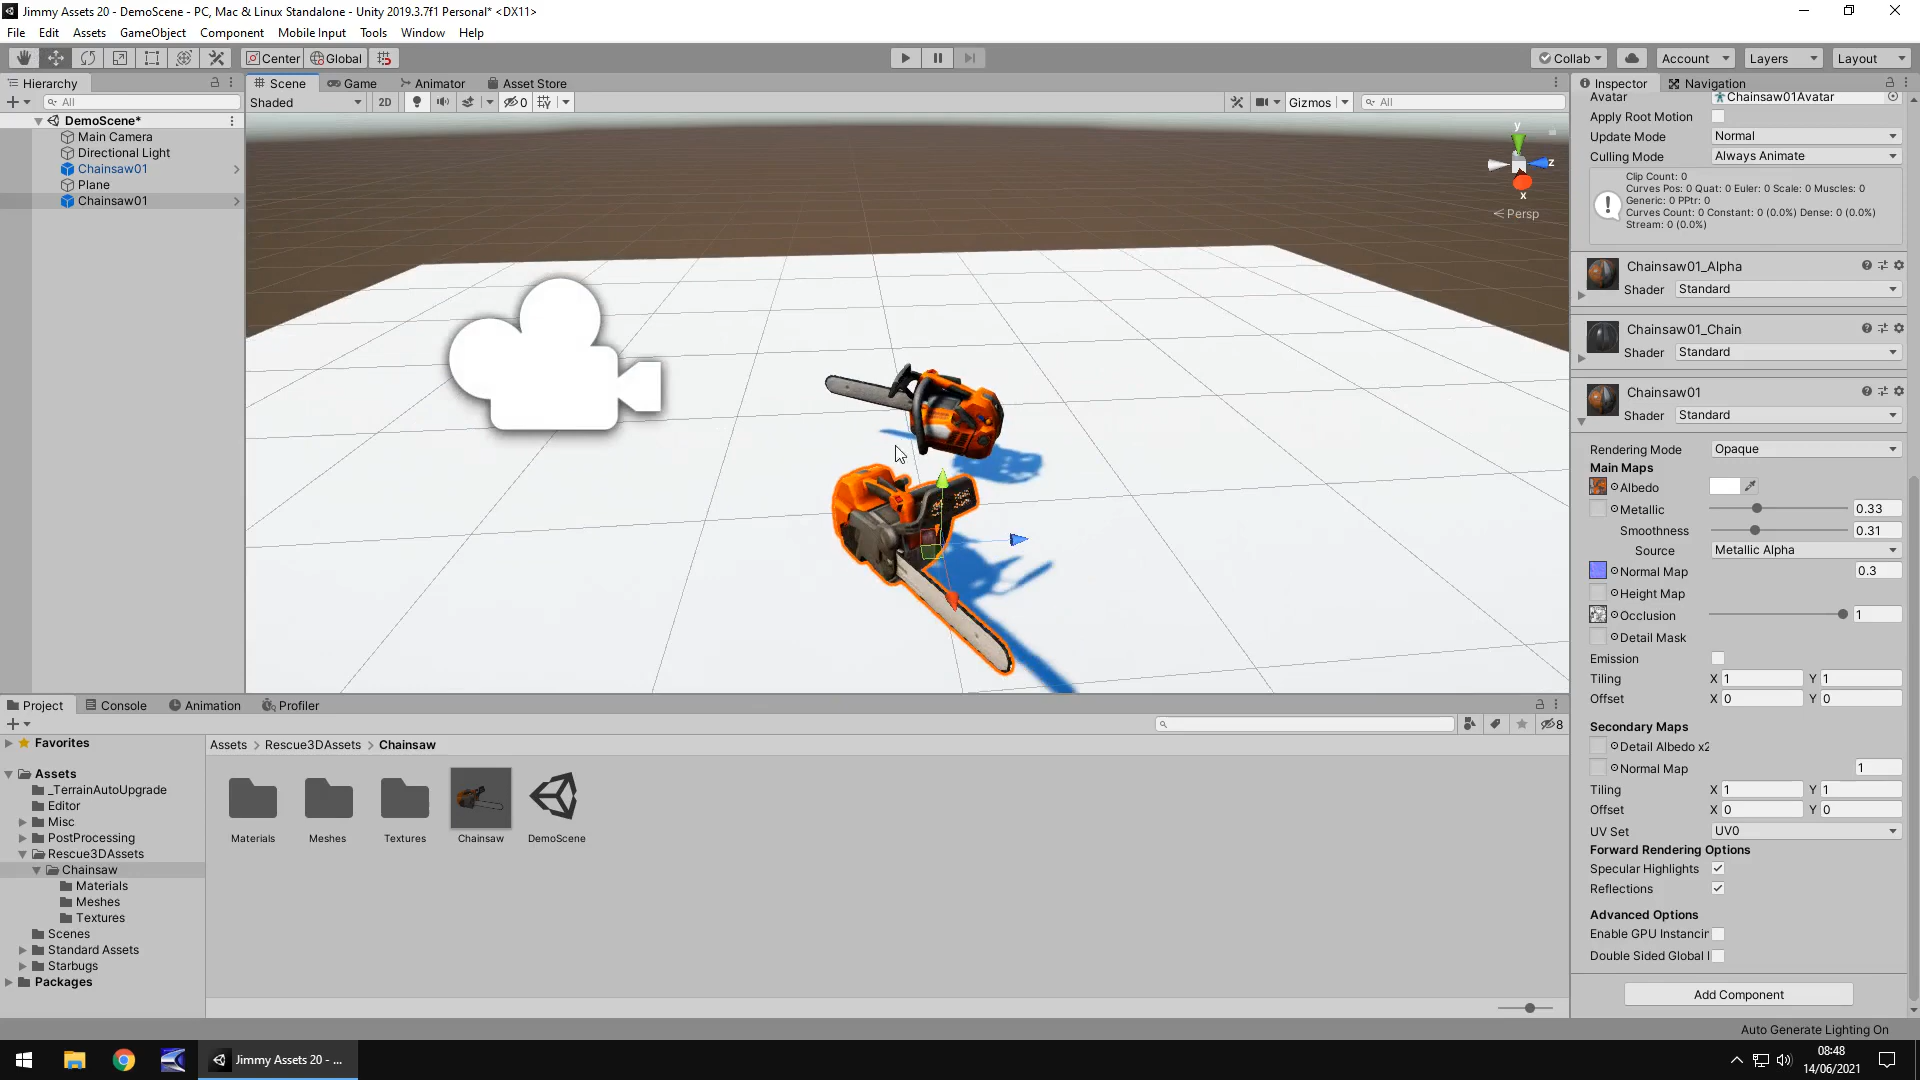 Jimmy Assets 20 - DemoScene - PC, Mac & Linux Standalone - Unity 2019.3.7f1 Personal* <DX11>
File Edit Assets GameObject Component Mobile Input Tools Window Help
Center Global Collab Account Layers Layout
Hierarchy
All
DemoScene*
Main Camera
Directional Light
Chainsaw01
Plane
Chainsaw01
Scene Game Animator Asset Store
Shaded 2D 0 Gizmos All
y
z
x
Persp
Inspector Navigation
Avatar Chainsaw01Avatar
Apply Root Motion
Update Mode Normal
Culling Mode Always Animate
Clip Count: 0
Curves Pos: 0 Quat: 0 Euler: 0 Scale: 0 Muscles: 0
Generic: 0 PPtr: 0
Curves Count: 0 Constant: 0 (0.0%) Dense: 0 (0.0%)
Stream: 0 (0.0%)
Chainsaw01_Alpha
Shader Standard
Chainsaw01_Chain
Shader Standard
Chainsaw01
Shader Standard
Rendering Mode Opaque
Main Maps
Albedo
Metallic 0.33
Smoothness 0.31
Source Metallic Alpha
Normal Map 0.3
Height Map
Occlusion 1
Detail Mask
Emission
Tiling X 1 Y 1
Offset X 0 Y 0
Secondary Maps
Detail Albedo x2
Normal Map 1
Tiling X 1 Y 1
Offset X 0 Y 0
UV Set UV0
Forward Rendering Options
Specular Highlights
Reflections
Advanced Options
Enable GPU Instancin
Double Sided Global I
Add Component
Project Console Animation Profiler
8
Favorites
Assets
_TerrainAutoUpgrade
Editor
Misc
PostProcessing
Rescue3DAssets
Chainsaw
Materials
Meshes
Textures
Scenes
Standard Assets
Starbugs
Packages
Assets > Rescue3DAssets > Chainsaw
Materials Meshes Textures Chainsaw DemoScene
Auto Generate Lighting On
Jimmy Assets 20 - ...
08:48
14/06/2021